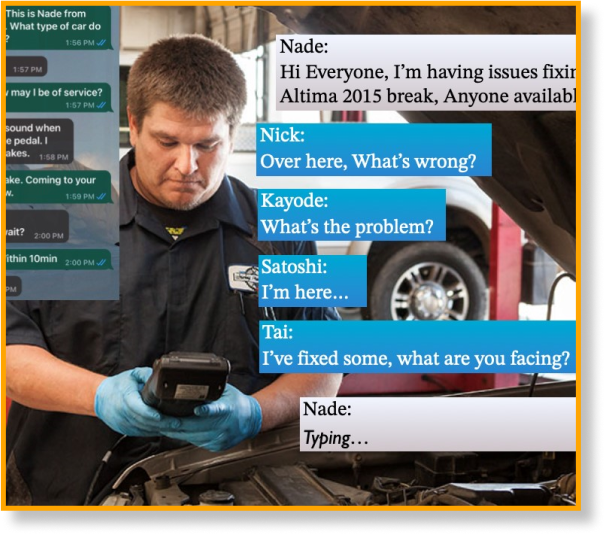 This is Nade from
. What type of car do
?
1:56 PM
1:57 PM
may I be of service?
1:57 PM
sound when
e pedal. I
akes. 1:58 PM
ake. Coming to your
w. 1:59 PM
wait? 2:00 PM
ithin 10min 2:00 PM
PM
Nade:
Hi Everyone, I’m having issues fixin
Altima 2015 break, Anyone availabl
Nick:
Over here, What’s wrong?
Kayode:
What’s the problem?
Satoshi:
I’m here...
Tai:
I’ve fixed some, what are you facing?
Nade:
Typing...